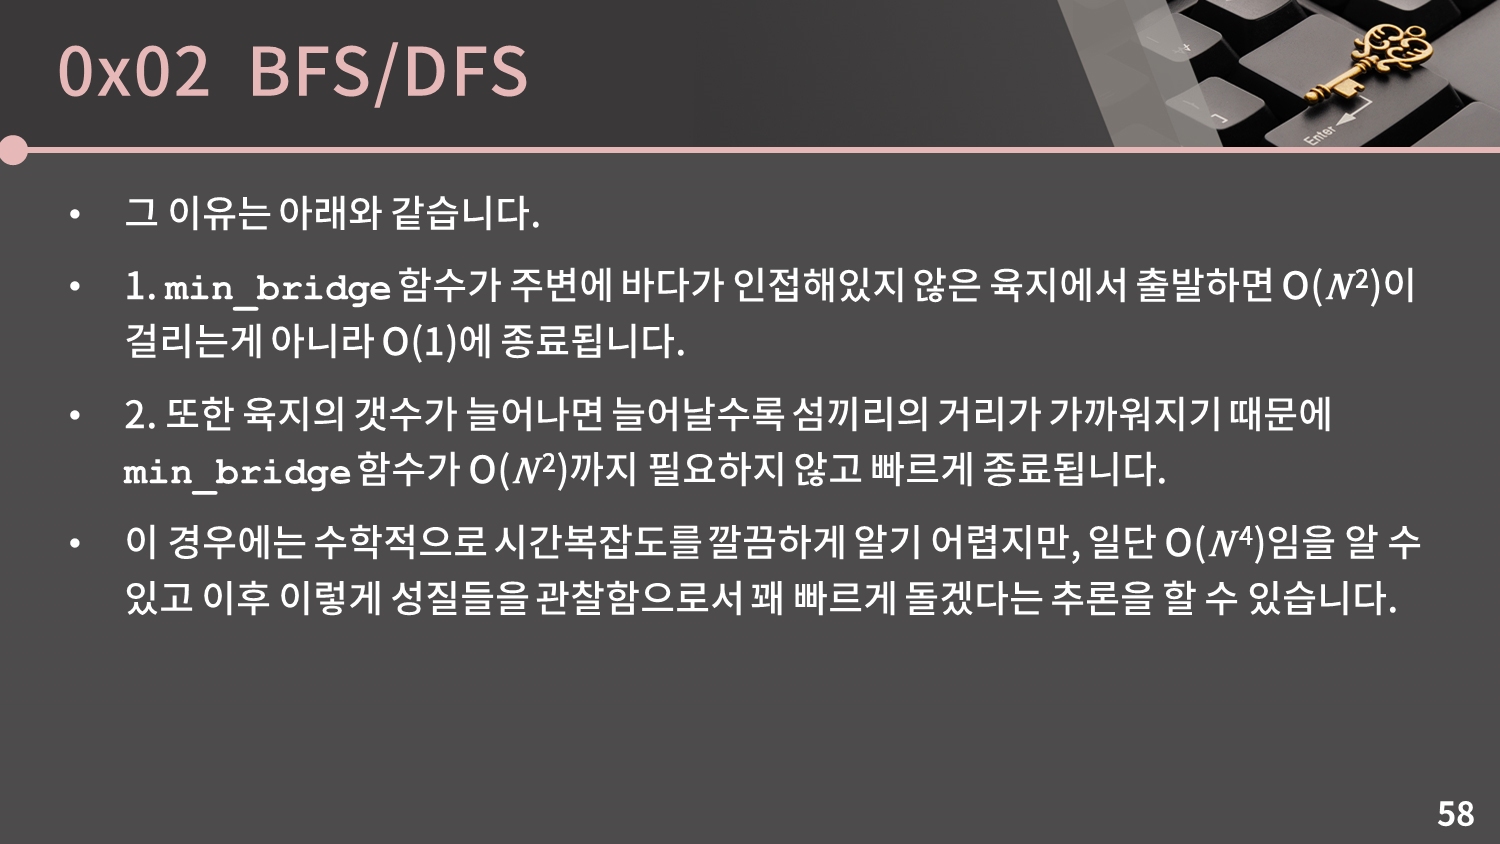 0x02 BFS/DFS
• 그 이유는 아래와 같습니다.
• 1. min_bridge 함수가 주변에 바다가 인접해있지 않은 육지에서 출발하면 O(N²)이
걸리는게 아니라 O(1)에 종료됩니다.
• 2. 또한 육지의 갯수가 늘어나면 늘어날수록 섬끼리의 거리가 가까워지기 때문에
min_bridge 함수가 O(N²)까지 필요하지 않고 빠르게 종료됩니다.
• 이 경우에는 수학적으로 시간복잡도를 깔끔하게 알기 어렵지만, 일단 O(N⁴)임을 알 수
있고 이후 이렇게 성질들을 관찰함으로서 꽤 빠르게 돌겠다는 추론을 할 수 있습니다.
Enter
58